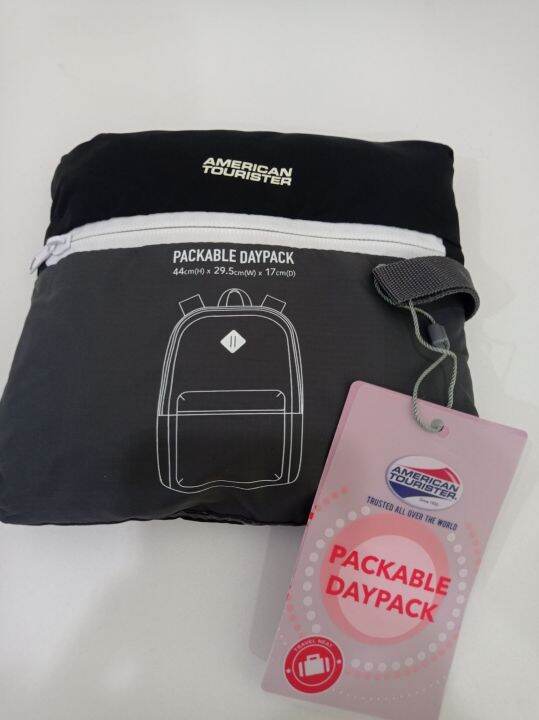 AMERICAN
TOURISTER
PACKABLE DAYPACK
44cm(H) x 29.5cm(W) x 17cm(D)
AMERICAN
TOURISTER
TRUSTED ALL OVER THE WORLD
PACKABLE
DAYPACK